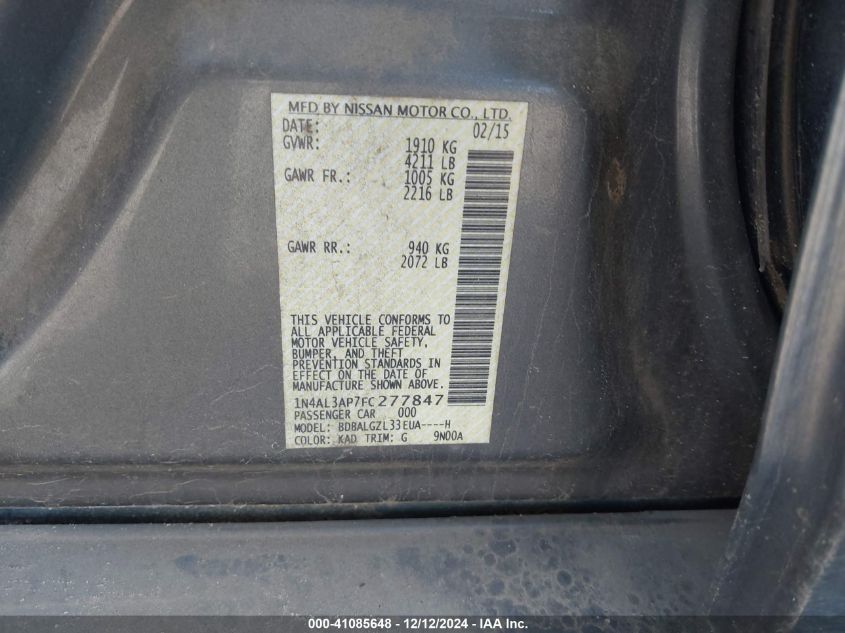 MFD BY NISSAN MOTOR CO., LTD.
DATE: 02/15
GVWR: 1910 KG
4211 LB
GAWR FR.: 1005 KG
2216 LB
GAWR RR.: 940 KG
2072 LB
THIS VEHICLE CONFORMS TO
ALL APPLICABLE FEDERAL
MOTOR VEHICLE SAFETY,
BUMPER, AND THEFT
PREVENTION STANDARDS IN
EFFECT ON THE DATE OF
MANUFACTURE SHOWN ABOVE.
1N4AL3AP7FC277847
PASSENGER CAR 000
MODEL: BDBALGZL33EUA----H
COLOR: KAD TRIM: G 9N00A
000-41085648 - 12/12/2024 - IAA Inc.